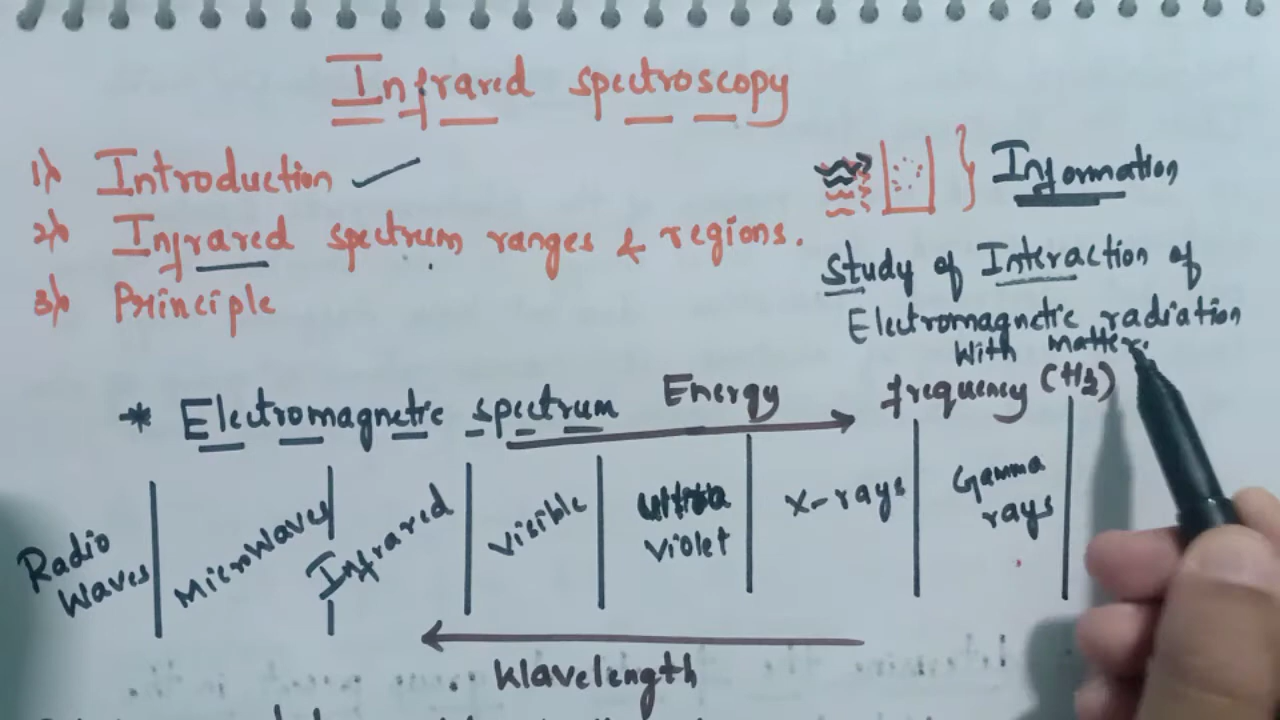 Infrared spectroscopy
1) Introduction ✓
2) Infrared spectrum ranges & regions.
3) Principle
Information
Study of Interaction of
Electromagnetic radiation
With matter.
* Electromagnetic spectrum
Energy
frequency (Hz)
Radio
Waves
MicroWaves
Infrared
Visible
Ultra
Violet
X-rays
Gamma
rays
Wavelength